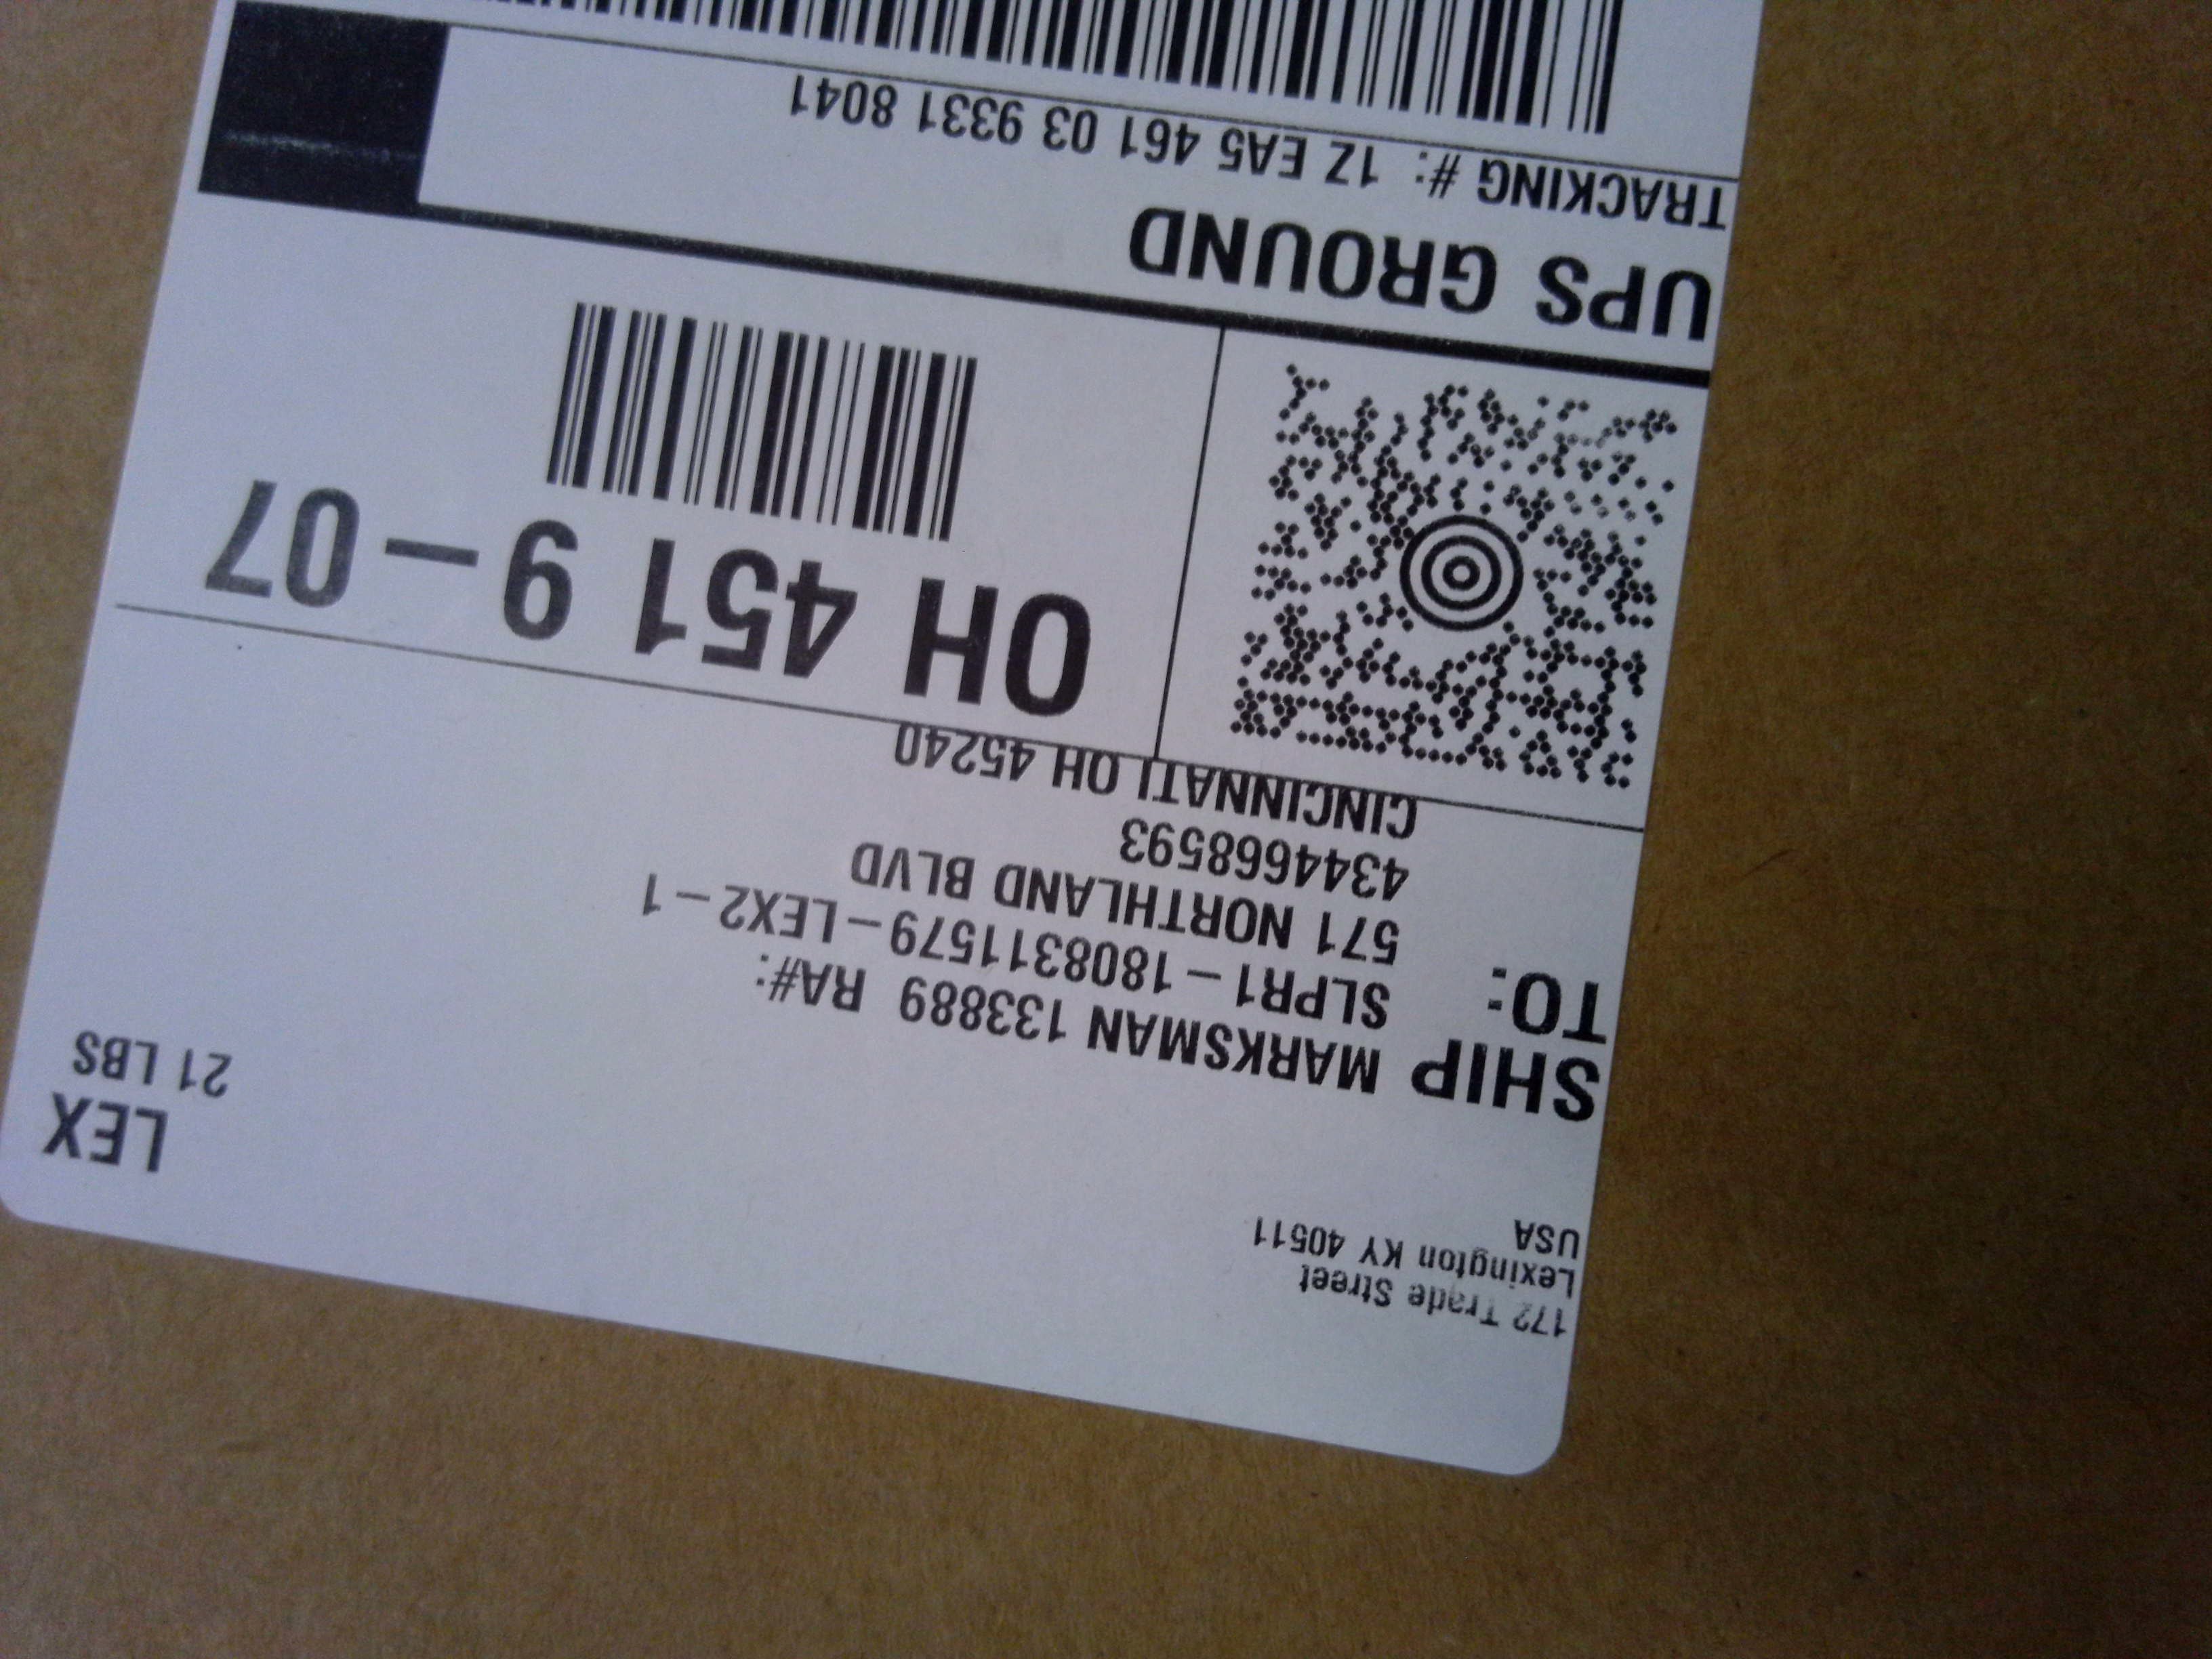 172 Trade Street
Lexington KY 40511
USA
LEX
21 LBS
SHIP TO:
MARKSMAN 133889 RA#:
SLPR1-1808311579-LEX2-1
571 NORTHLAND BLVD
4344668593
CINCINNATI OH 45240
OH 451 9-07
UPS GROUND
TRACKING #: 1Z EA5 461 03 9331 8041